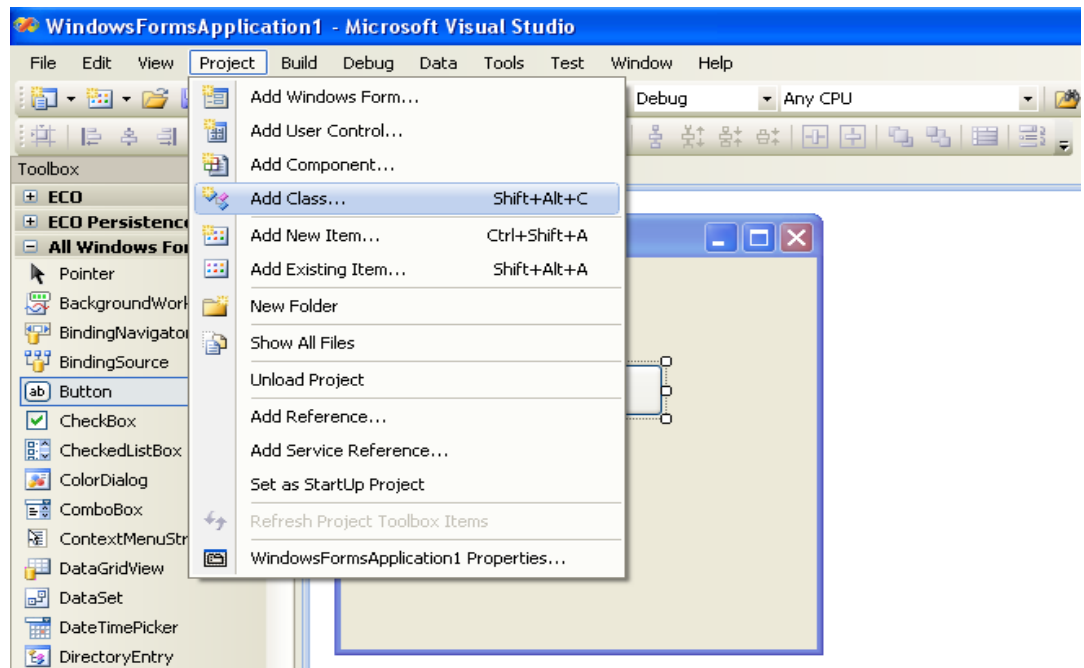 WindowsFormsApplication1 - Microsoft Visual Studio
File Edit View Project Build Debug Data Tools Test Window Help
Debug Any CPU
Toolbox
ECO
ECO Persistence
All Windows For
Pointer
BackgroundWork
BindingNavigator
BindingSource
ab Button
CheckBox
CheckedListBox
ColorDialog
ComboBox
ContextMenuStr
DataGridView
DataSet
DateTimePicker
DirectoryEntry
Add Windows Form...
Add User Control...
Add Component...
Add Class... Shift+Alt+C
Add New Item... Ctrl+Shift+A
Add Existing Item... Shift+Alt+A
New Folder
Show All Files
Unload Project
Add Reference...
Add Service Reference...
Set as StartUp Project
Refresh Project Toolbox Items
WindowsFormsApplication1 Properties...